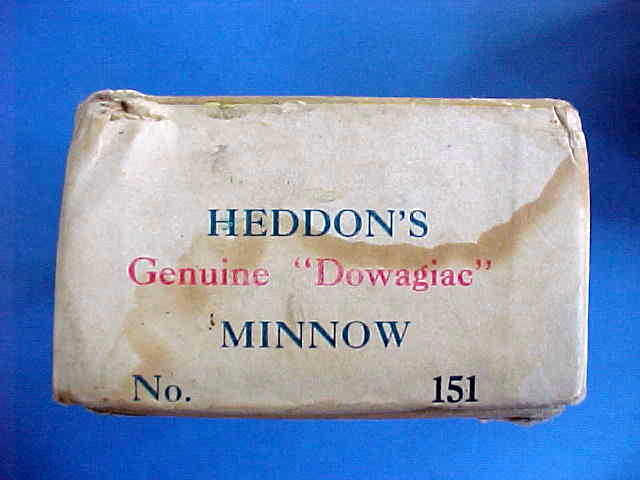 HEDDON'S
Genuine "Dowagiac"
MINNOW
No. 151